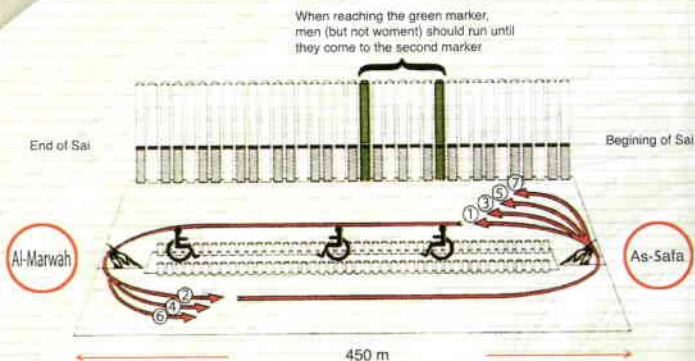 When reaching the green marker,
men (but not woment) should run until
they come to the second marker
End of Sai
Begining of Sai
7
5
3
1
Al-Marwah
As-Safa
2
4
6
450 m